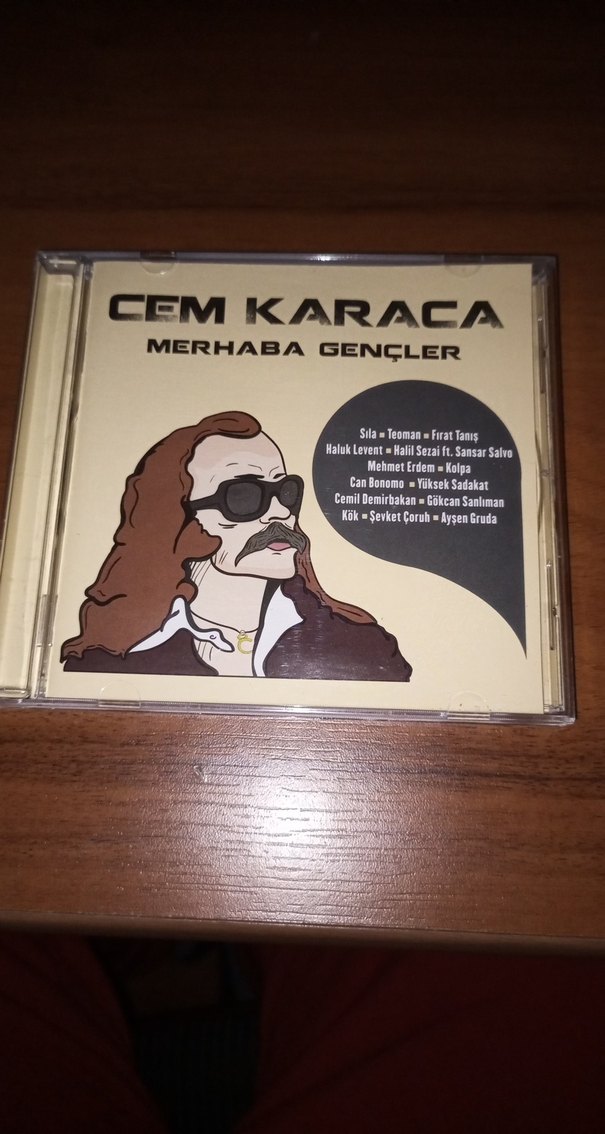 CEM KARACA
MERHABA GENÇLER
Sıla ▪ Teoman ▪ Fırat Tanış
Haluk Levent ▪ Halil Sezai ft. Sansar Salvo
Mehmet Erdem ▪ Kolpa
Can Bonomo ▪ Yüksek Sadakat
Cemil Demirbakan ▪ Gökcan Sanlıman
Kök ▪ Şevket Çoruh ▪ Ayşen Gruda